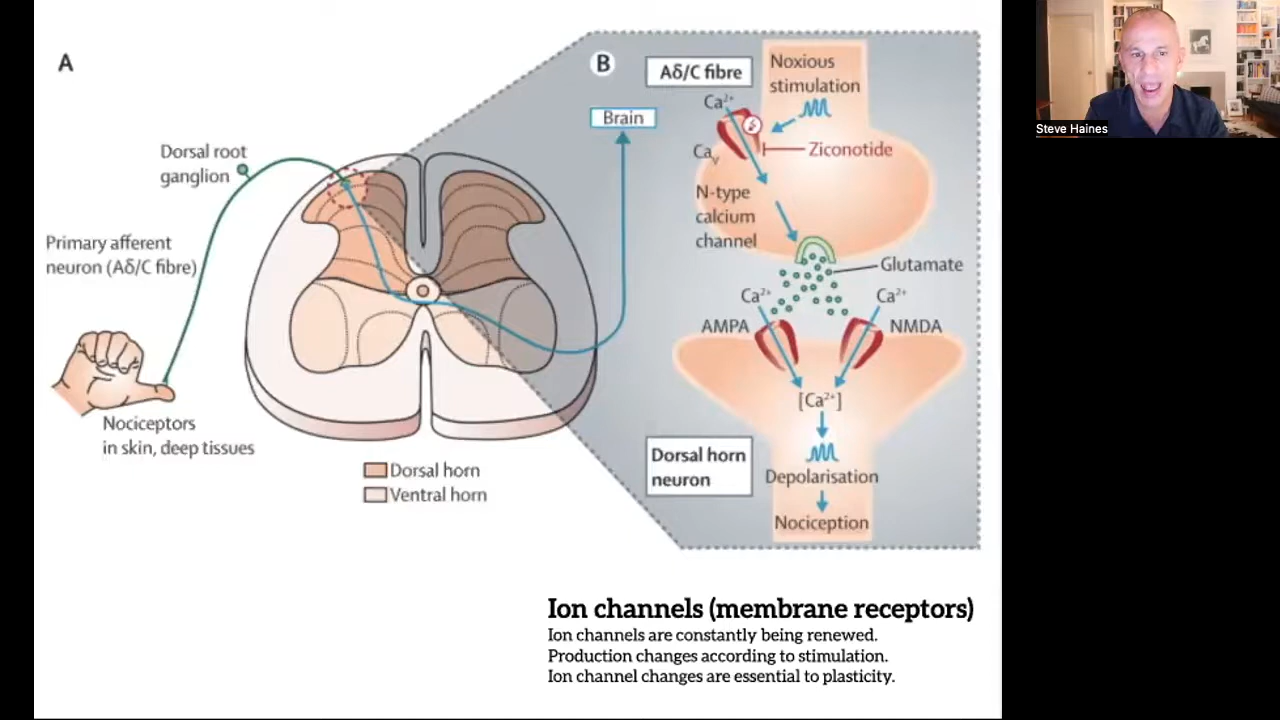 A
Dorsal root
ganglion
Primary afferent
neuron (Aδ/C fibre)
Nociceptors
in skin, deep tissues
Dorsal horn
Ventral horn
B
Aδ/C fibre
Noxious
stimulation
Ca²⁺
Brain
Caᵥ
Ziconotide
N-type
calcium
channel
Glutamate
Ca²⁺
Ca²⁺
AMPA
NMDA
[Ca²⁺]
Dorsal horn
neuron
Depolarisation
Nociception
Ion channels (membrane receptors)
Ion channels are constantly being renewed.
Production changes according to stimulation.
Ion channel changes are essential to plasticity.
Steve Haines